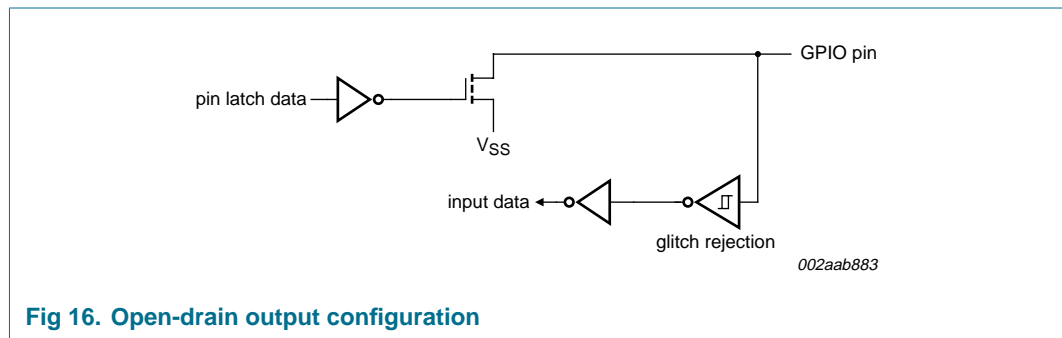 GPIO pin
pin latch data
VSS
input data
glitch rejection
002aab883
Fig 16. Open-drain output configuration